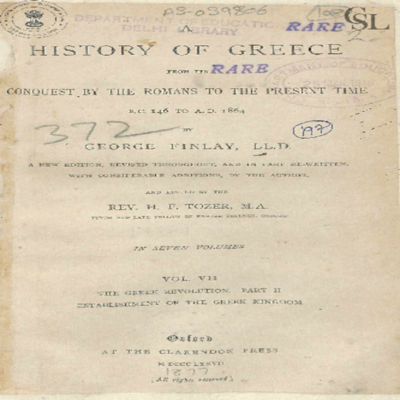 AS-039806
CSL
DEPARTMENT OF EDUCATION
DELHI LIBRARY
RARE
A
HISTORY OF GREECE
FROM ITS
RARE
CONQUEST BY THE ROMANS TO THE PRESENT TIME
B.C. 146 TO A.D. 1864
372
BY
GEORGE FINLAY, LL.D.
A NEW EDITION, REVISED THROUGHOUT, AND IN PART RE-WRITTEN,
WITH CONSIDERABLE ADDITIONS, BY THE AUTHOR,
AND EDITED BY THE
REV. H. F. TOZER, M.A.
IN SEVEN VOLUMES
VOL. VII
THE GREEK REVOLUTION. PART II
ESTABLISHMENT OF THE GREEK KINGDOM
Oxford
AT THE CLARENDON PRESS
M DCCC LXXVII
1877
[All rights reserved]